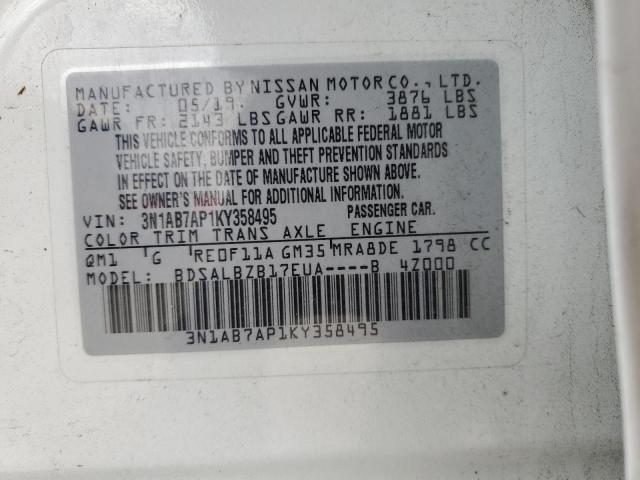 MANUFACTURED BY NISSAN MOTOR CO., LTD.
DATE: 05/19. GVWR: 3876 LBS
GAWR FR: 2143 LBS GAWR RR: 1881 LBS
THIS VEHICLE CONFORMS TO ALL APPLICABLE FEDERAL MOTOR
VEHICLE SAFETY, BUMPER AND THEFT PREVENTION STANDARDS
IN EFFECT ON THE DATE OF MANUFACTURE SHOWN ABOVE.
SEE OWNER'S MANUAL FOR ADDITIONAL INFORMATION.
VIN: 3N1AB7AP1KY358495 PASSENGER CAR.
COLOR TRIM TRANS AXLE ENGINE
QM1 G RE0F11A GM35 MRA8DE 1798 CC
MODEL: BDSALBZB17EUA----B 4Z000
3N1AB7AP1KY358495